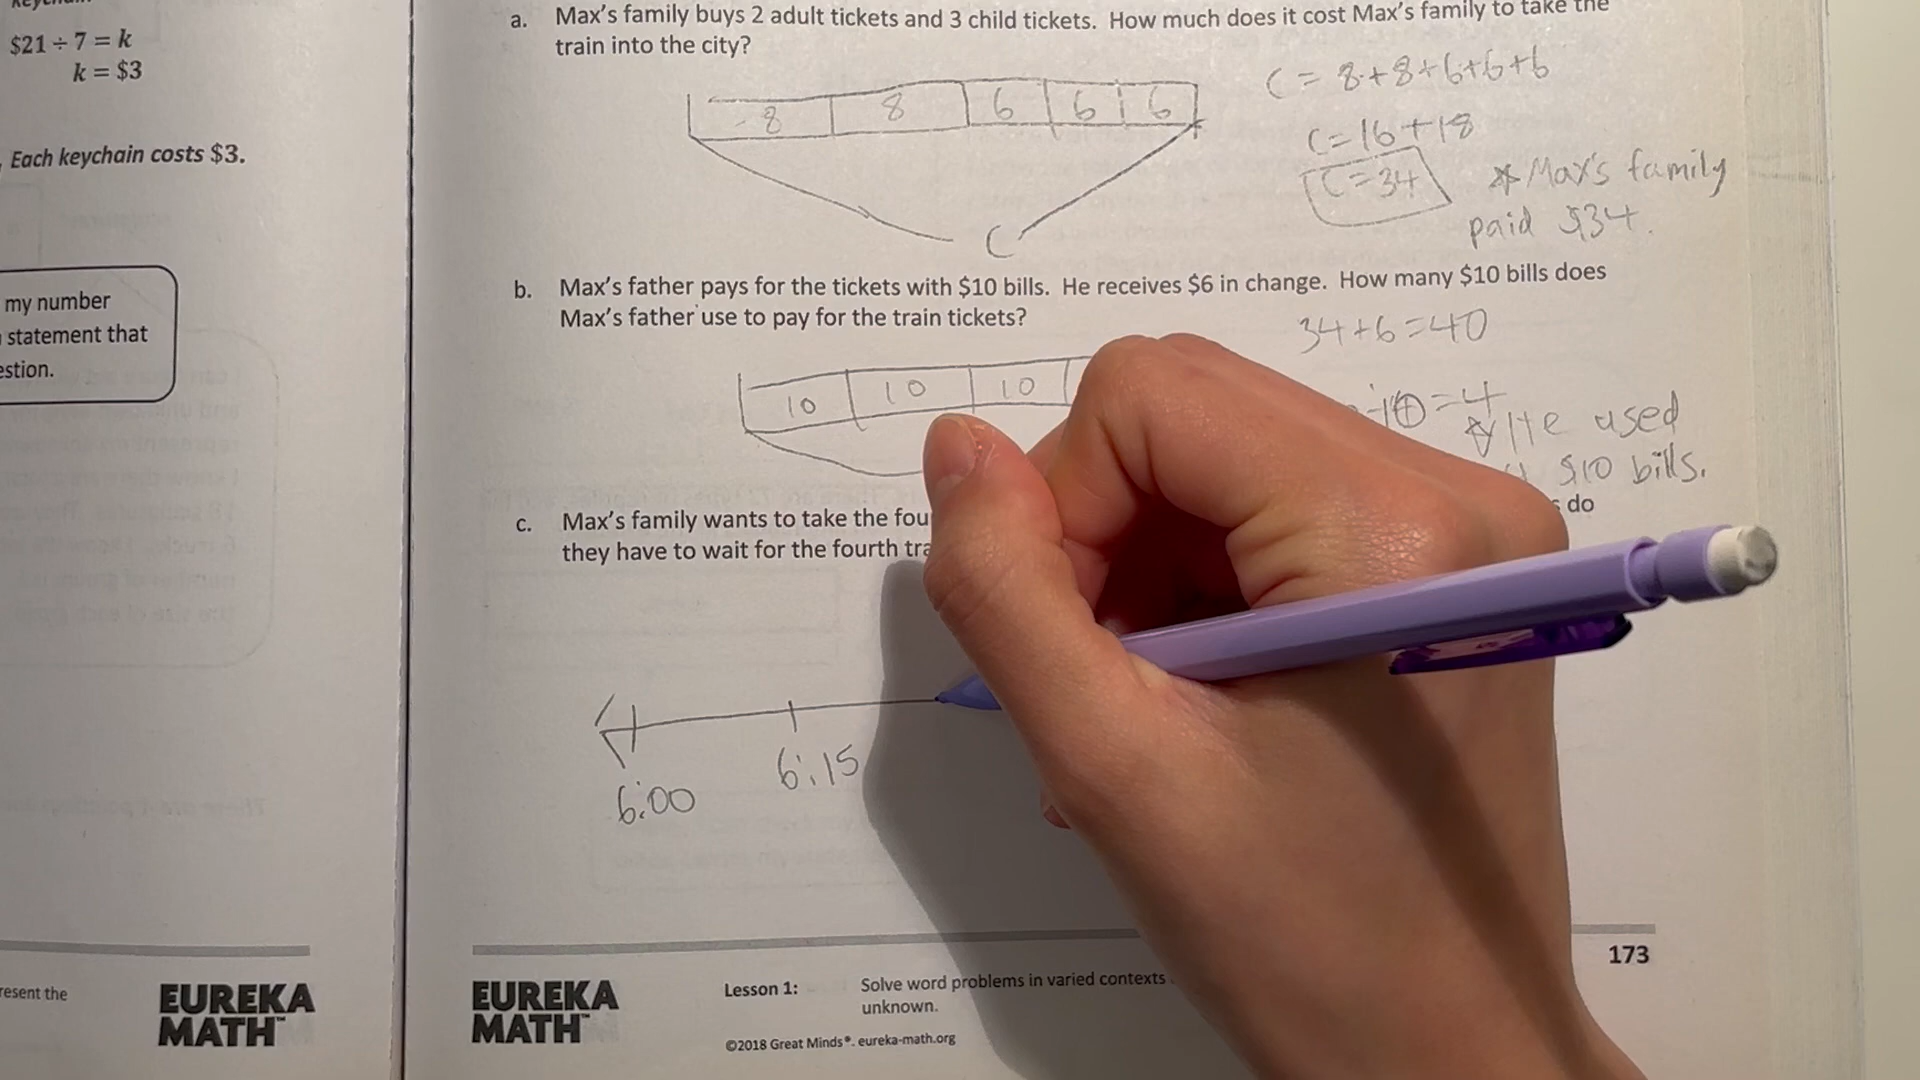 $21 ÷ 7 = k
k = $3
Each keychain costs $3.
my number
statement that
a. Max's family buys 2 adult tickets and 3 child tickets. How much does it cost Max's family to take the
train into the city?
8 8 6 6 6
C
C = 8+8+6+6+6
C=16+18
C=34
*Max's family
paid $34.
b. Max's father pays for the tickets with $10 bills. He receives $6 in change. How many $10 bills does
Max's father use to pay for the train tickets?
34+6=40
10 10 10
10=4
He used
$10 bills.
c. Max's family wants to take the
do
they have to wait for the fourth
6:00 6:15
173
resent the
EUREKA
MATH™
EUREKA
MATH™
Lesson 1: Solve word problems in varied contexts
unknown.
©2018 Great Minds®. eureka-math.org